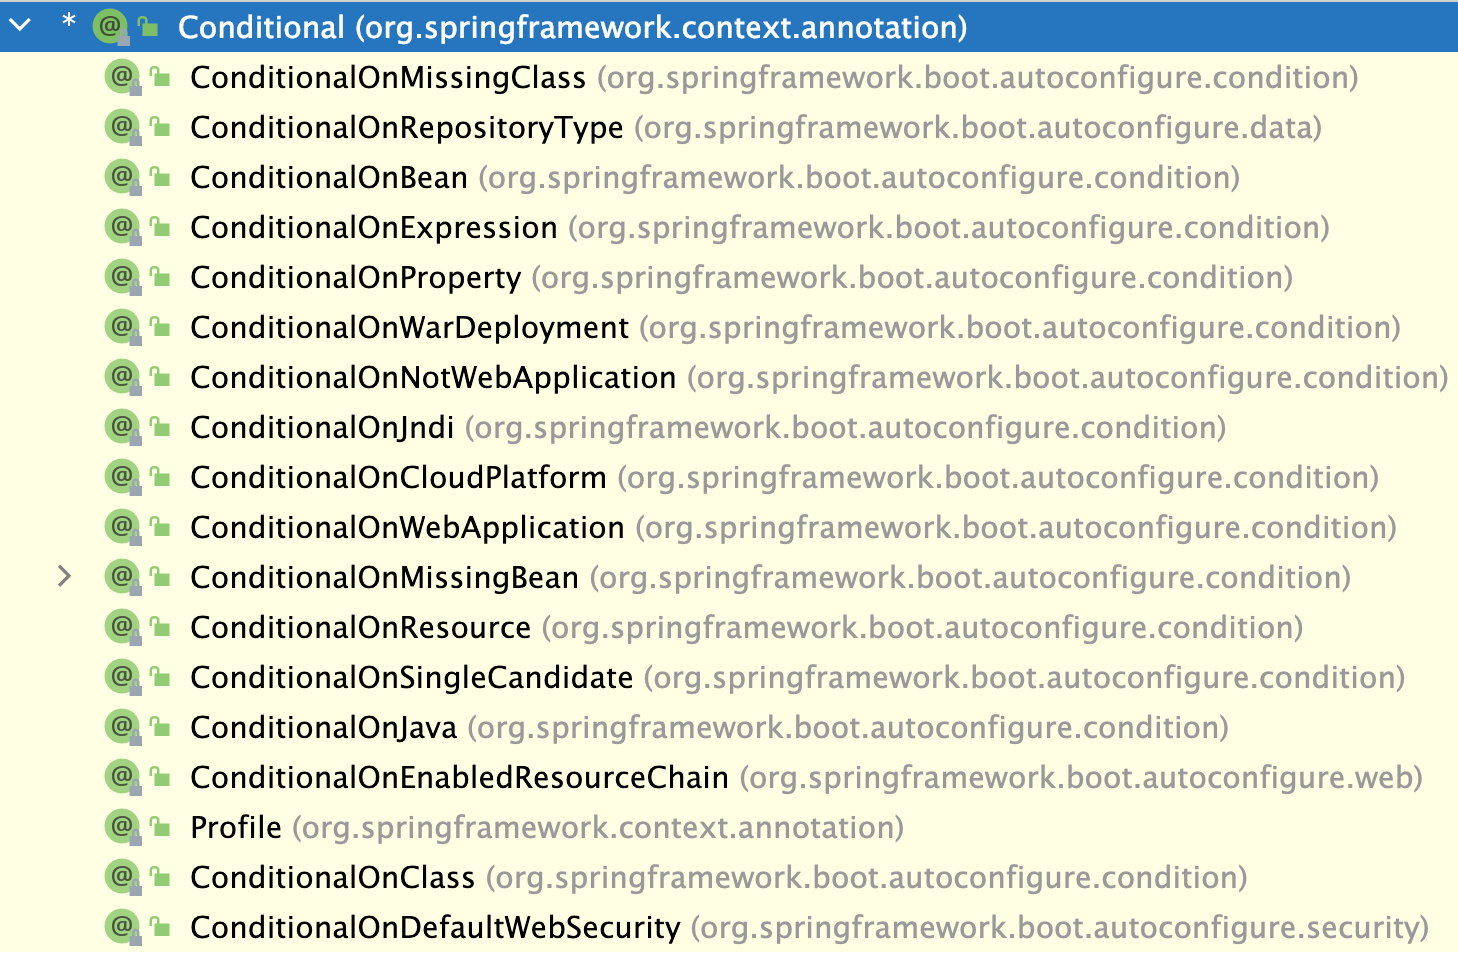 * Conditional (org.springframework.context.annotation)
ConditionalOnMissingClass (org.springframework.boot.autoconfigure.condition)
ConditionalOnRepositoryType (org.springframework.boot.autoconfigure.data)
ConditionalOnBean (org.springframework.boot.autoconfigure.condition)
ConditionalOnExpression (org.springframework.boot.autoconfigure.condition)
ConditionalOnProperty (org.springframework.boot.autoconfigure.condition)
ConditionalOnWarDeployment (org.springframework.boot.autoconfigure.condition)
ConditionalOnNotWebApplication (org.springframework.boot.autoconfigure.condition)
ConditionalOnJndi (org.springframework.boot.autoconfigure.condition)
ConditionalOnCloudPlatform (org.springframework.boot.autoconfigure.condition)
ConditionalOnWebApplication (org.springframework.boot.autoconfigure.condition)
ConditionalOnMissingBean (org.springframework.boot.autoconfigure.condition)
ConditionalOnResource (org.springframework.boot.autoconfigure.condition)
ConditionalOnSingleCandidate (org.springframework.boot.autoconfigure.condition)
ConditionalOnJava (org.springframework.boot.autoconfigure.condition)
ConditionalOnEnabledResourceChain (org.springframework.boot.autoconfigure.web)
Profile (org.springframework.context.annotation)
ConditionalOnClass (org.springframework.boot.autoconfigure.condition)
ConditionalOnDefaultWebSecurity (org.springframework.boot.autoconfigure.security)